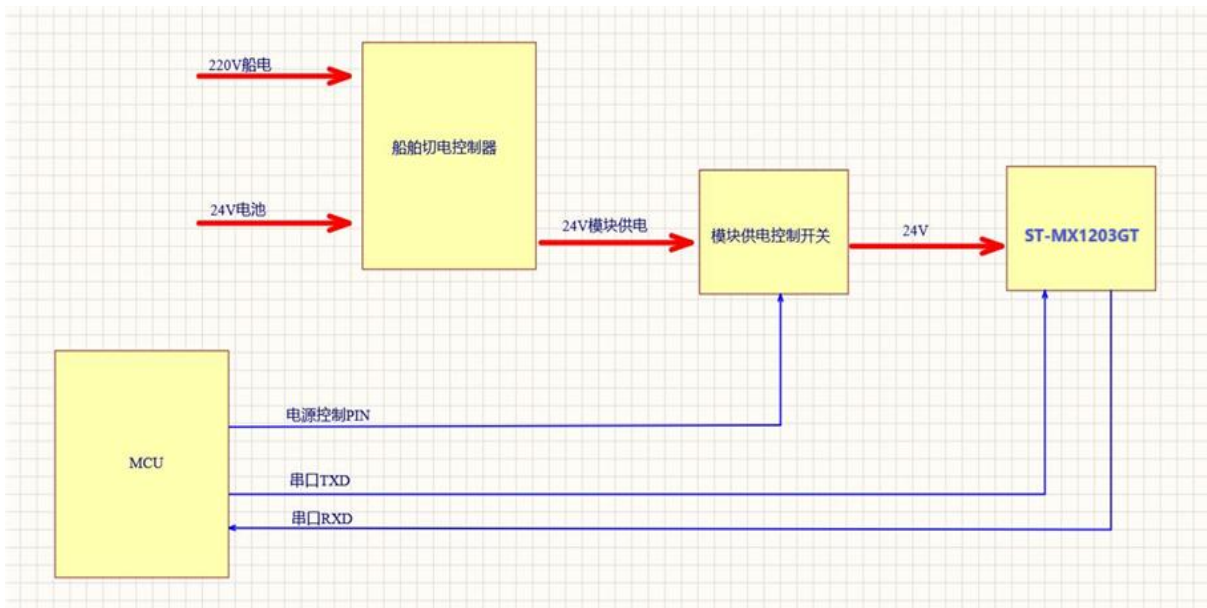 220V船电
船舶切电控制器
24V电池
24V模块供电
模块供电控制开关
24V
ST-MX1203GT
电源控制PIN
MCU
串口TXD
串口RXD